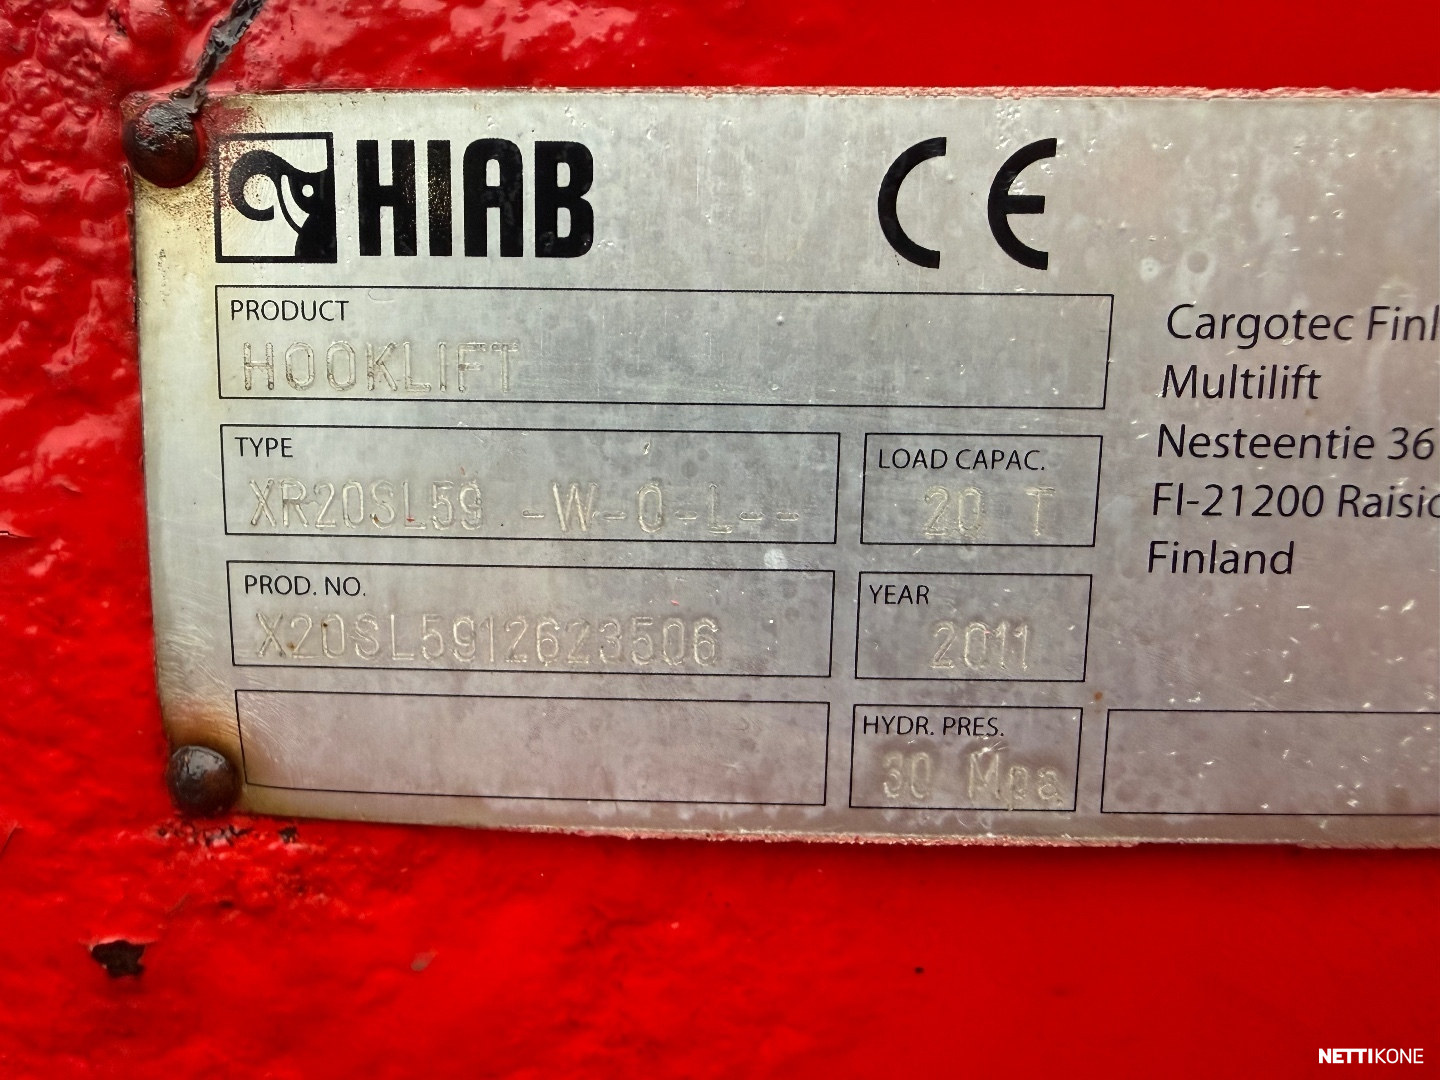 HIAB
CE
PRODUCT
HOOKLIFT
Cargotec Finl
Multilift
Nesteentie 36
FI-21200 Raisio
Finland
TYPE
XR20SL59 -W-0-L--
LOAD CAPAC.
20 T
PROD. NO.
X20SL5912623506
YEAR
2011
HYDR. PRES.
30 Mpa
NETTIKONE